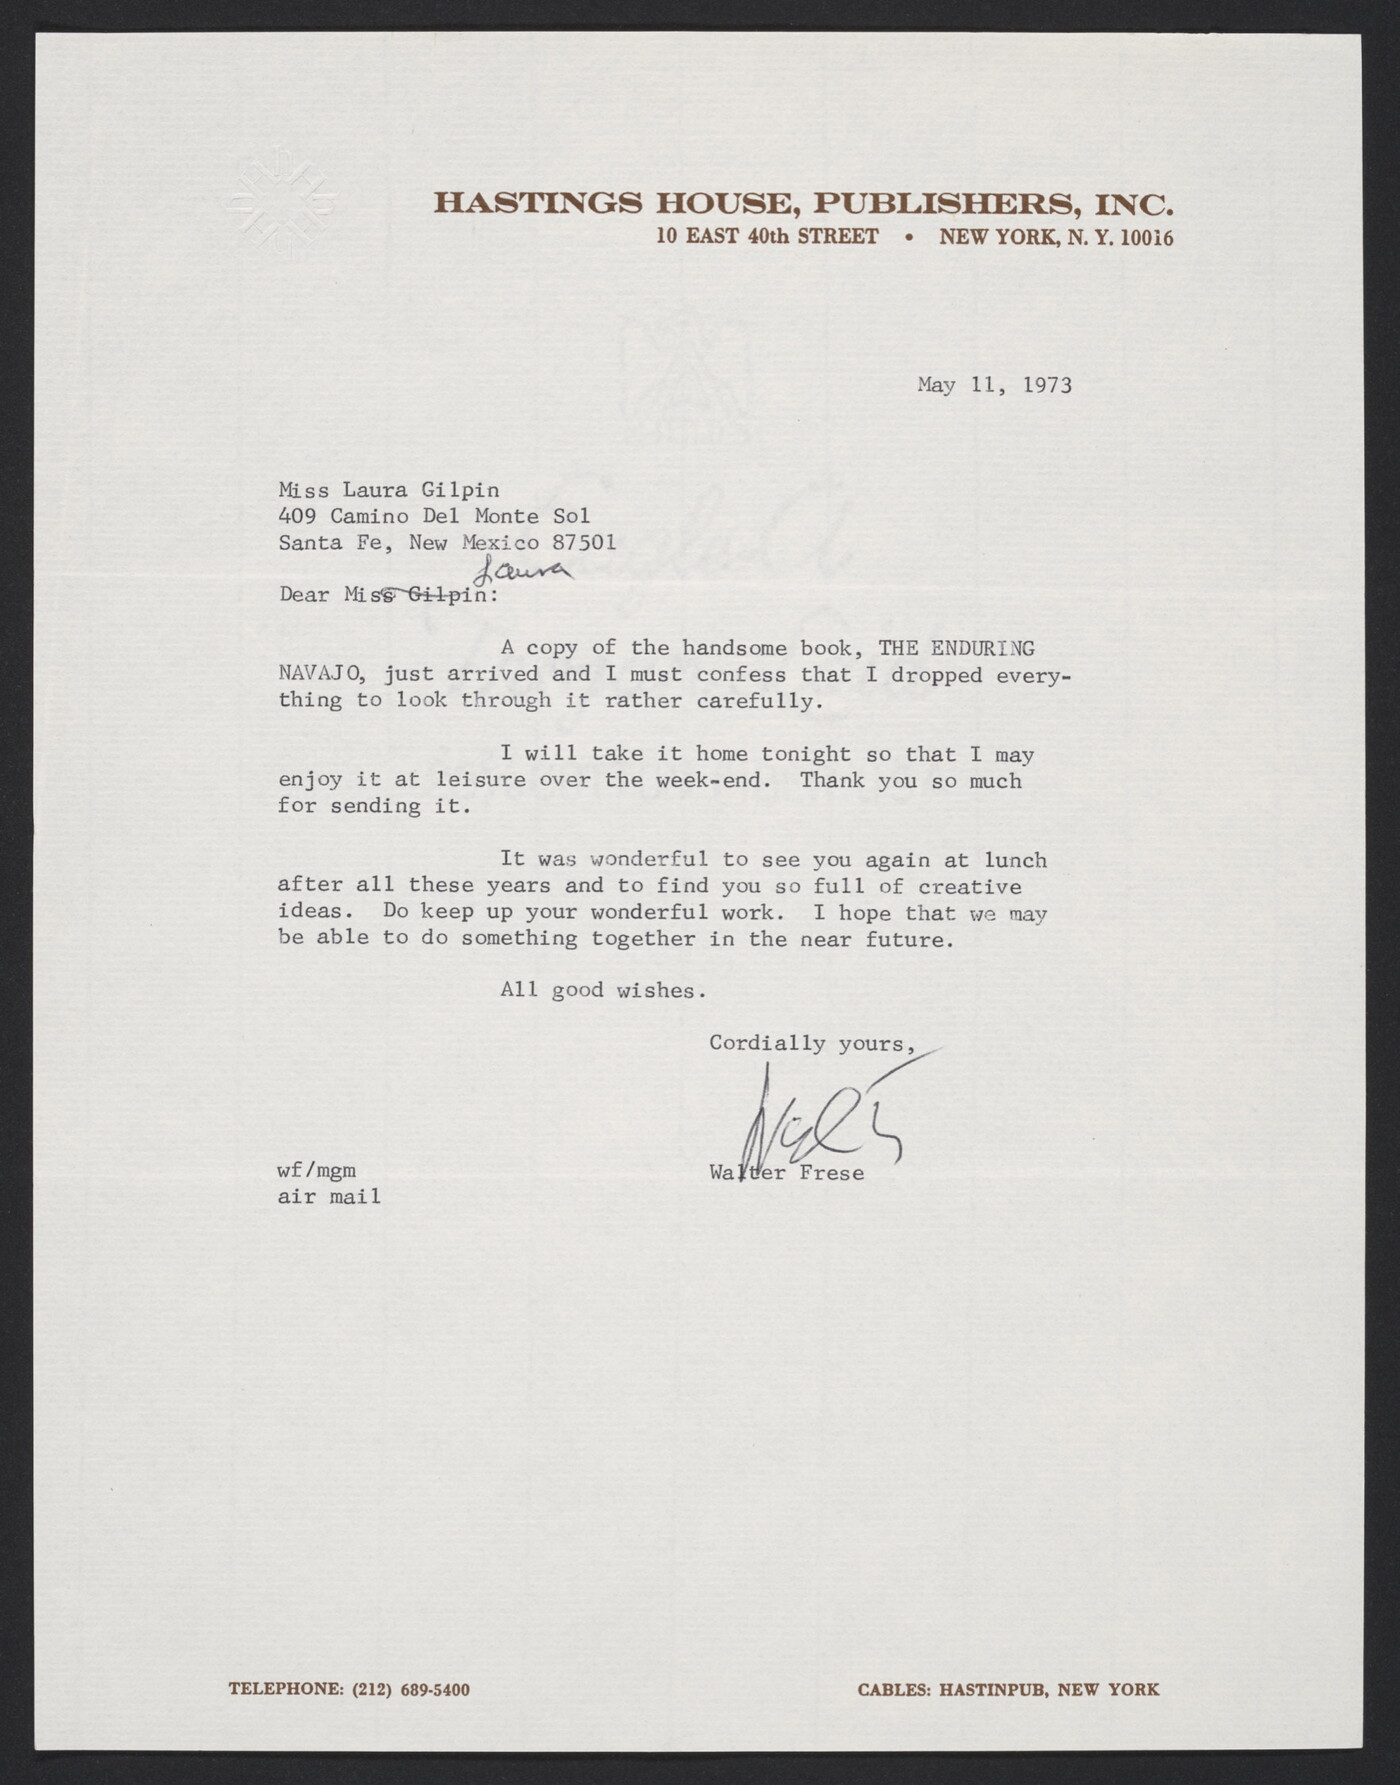 HASTINGS HOUSE, PUBLISHERS, INC.
10 EAST 40th STREET • NEW YORK, N. Y. 10016
May 11, 1973
Miss Laura Gilpin
409 Camino Del Monte Sol
Santa Fe, New Mexico 87501
Laura
Dear Miss Gilpin:
A copy of the handsome book, THE ENDURING
NAVAJO, just arrived and I must confess that I dropped every-
thing to look through it rather carefully.
I will take it home tonight so that I may
enjoy it at leisure over the week-end. Thank you so much
for sending it.
It was wonderful to see you again at lunch
after all these years and to find you so full of creative
ideas. Do keep up your wonderful work. I hope that we may
be able to do something together in the near future.
All good wishes.
Cordially yours,
Walter
Walter Frese
wf/mgm
air mail
TELEPHONE: (212) 689-5400
CABLES: HASTINPUB, NEW YORK